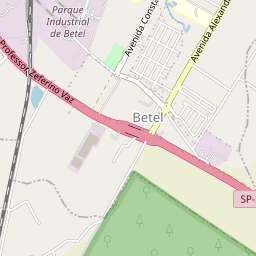 Parque
Industrial
de Betel
Avenida Consta
Avenida Alexand
Professor Zeferino Vaz
Betel
SP-